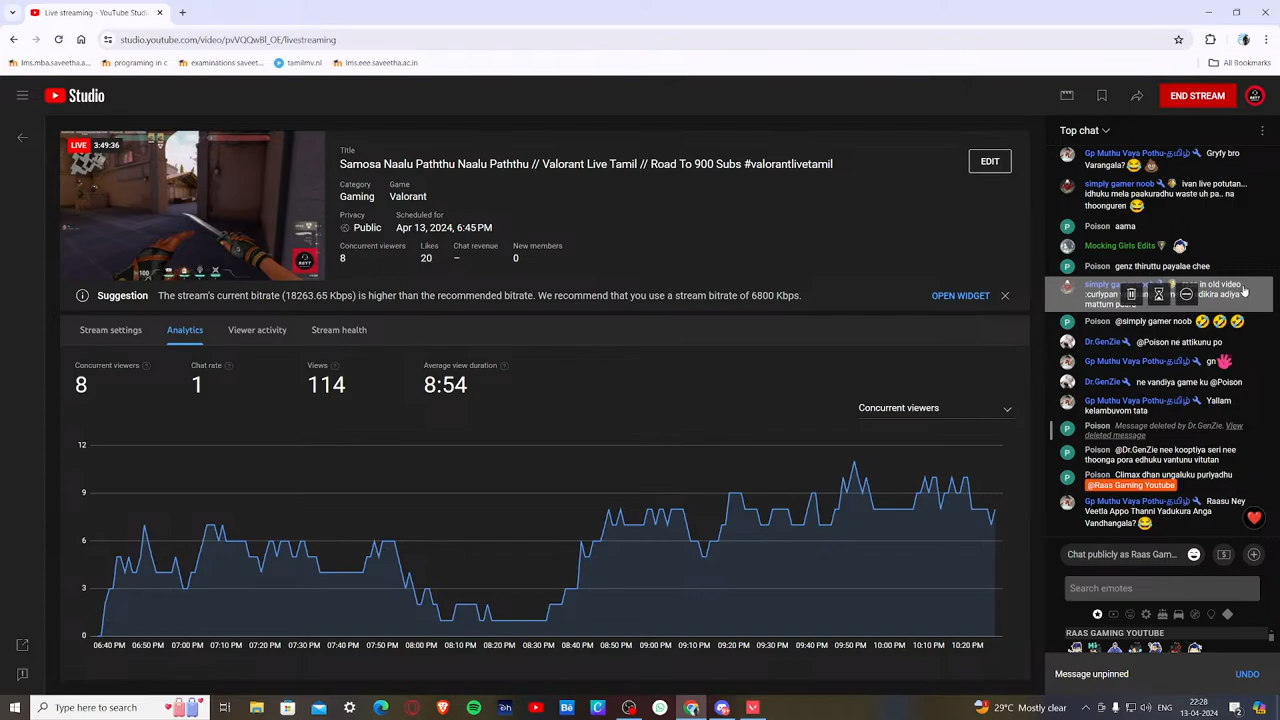 Live streaming - YouTube Studio
studio.youtube.com/video/pvVQQwBl_OE/livestreaming
lms.mba.saveetha.a...
programing in c
examinations saveet...
tamilmv.nl
lms.eee.saveetha.ac.in
All Bookmarks
Studio
END STREAM
LIVE 3:49:36
Title
Samosa Naalu Paththu Naalu Paththu // Valorant Live Tamil // Road To 900 Subs #valorantlivetamil
EDIT
Category Game
Gaming Valorant
Privacy Scheduled for
Public Apr 13, 2024, 6:45 PM
Concurrent viewers Likes Chat revenue New members
8 20 – 0
Suggestion The stream's current bitrate (18263.65 Kbps) is higher than the recommended bitrate. We recommend that you use a stream bitrate of 6800 Kbps.
OPEN WIDGET
Stream settings Analytics Viewer activity Stream health
Concurrent viewers Chat rate Views Average view duration
8 1 114 8:54
Concurrent viewers
12
9
6
3
0
06:40 PM 06:50 PM 07:00 PM 07:10 PM 07:20 PM 07:30 PM 07:40 PM 07:50 PM 08:00 PM 08:10 PM 08:20 PM 08:30 PM 08:40 PM 08:50 PM 09:00 PM 09:10 PM 09:20 PM 09:30 PM 09:40 PM 09:50 PM 10:00 PM 10:10 PM 10:20 PM
Top chat
Gp Muthu Vaya Pothu-தமிழ் Gryfy bro
Varangala? 😂💩
simply gamer noob ivan live potutan...
idhuku mela paakuradhu waste uh pa.. na
thoonguren 😂
Poison aama
Mocking Girls Edits
Poison genz thiruttu payalae chee
in old video
:curlypan dikira adiya
mattum
Poison @simply gamer noob 🤣🤣🤣
Dr.GenZie @Poison ne attikunu po
Gp Muthu Vaya Pothu-தமிழ் gn
Dr.GenZie ne vandiya game ku @Poison
Gp Muthu Vaya Pothu-தமிழ் Yallam
kelambuvom tata
Poison Message deleted by Dr.GenZie. View
deleted message
Poison @Dr.GenZie nee kooptiya seri nee
thoonga pora edhuku vantunu vitutan
Poison Climax dhan ungaluku puriyadhu
@Raas Gaming Youtube
Gp Muthu Vaya Pothu-தமிழ் Raasu Ney
Veetla Appo Thanni Yadukura Anga
Vandhangala? 😂
Chat publicly as Raas Gam...
Search emotes
RAAS GAMING YOUTUBE
Message unpinned
UNDO
Type here to search
29°C Mostly clear
ENG
22:28
13-04-2024